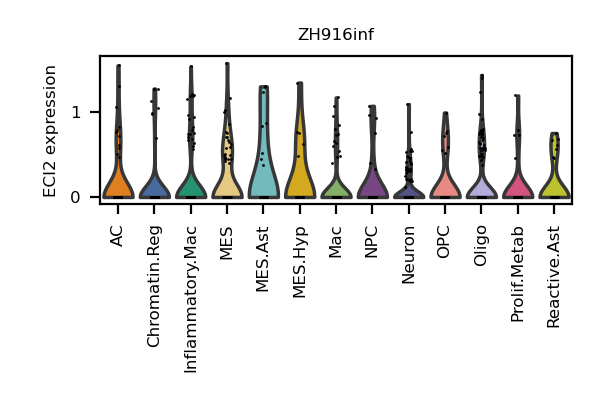 ZH916inf
ECI2 expression
1
0
AC
Chromatin.Reg
Inflammatory.Mac
MES
MES.Ast
MES.Hyp
Mac
NPC
Neuron
OPC
Oligo
Prolif.Metab
Reactive.Ast